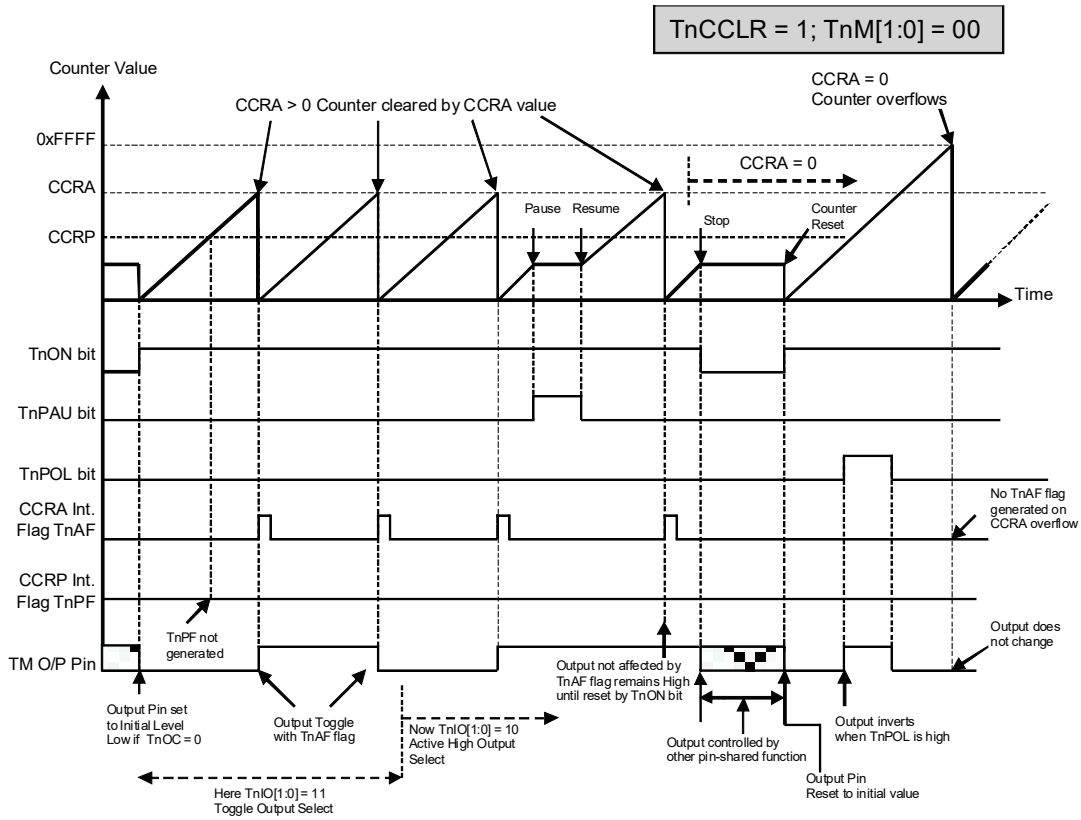 TnCCLR = 1; TnM[1:0] = 00
Counter Value
CCRA > 0 Counter cleared by CCRA value
CCRA = 0
Counter overflows
0xFFFF
CCRA = 0
CCRA
Pause
Resume
Stop
Counter
Reset
CCRP
Time
TnON bit
TnPAU bit
TnPOL bit
CCRA Int.
Flag TnAF
No TnAF flag
generated on
CCRA overflow
CCRP Int.
Flag TnPF
TnPF not
generated
Output does
not change
TM O/P Pin
Output Pin set
to Initial Level
Low if TnOC = 0
Output Toggle
with TnAF flag
Now TnIO[1:0] = 10
Active High Output
Select
Output not affected by
TnAF flag remains High
until reset by TnON bit
Output controlled by
other pin-shared function
Output inverts
when TnPOL is high
Output Pin
Reset to initial value
Here TnIO[1:0] = 11
Toggle Output Select